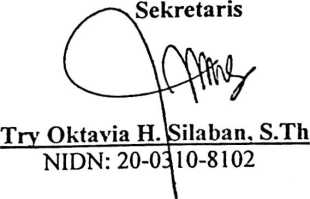 Sekretaris
Try Oktavia H. Silaban, S.Th
NIDN: 20-0310-8102